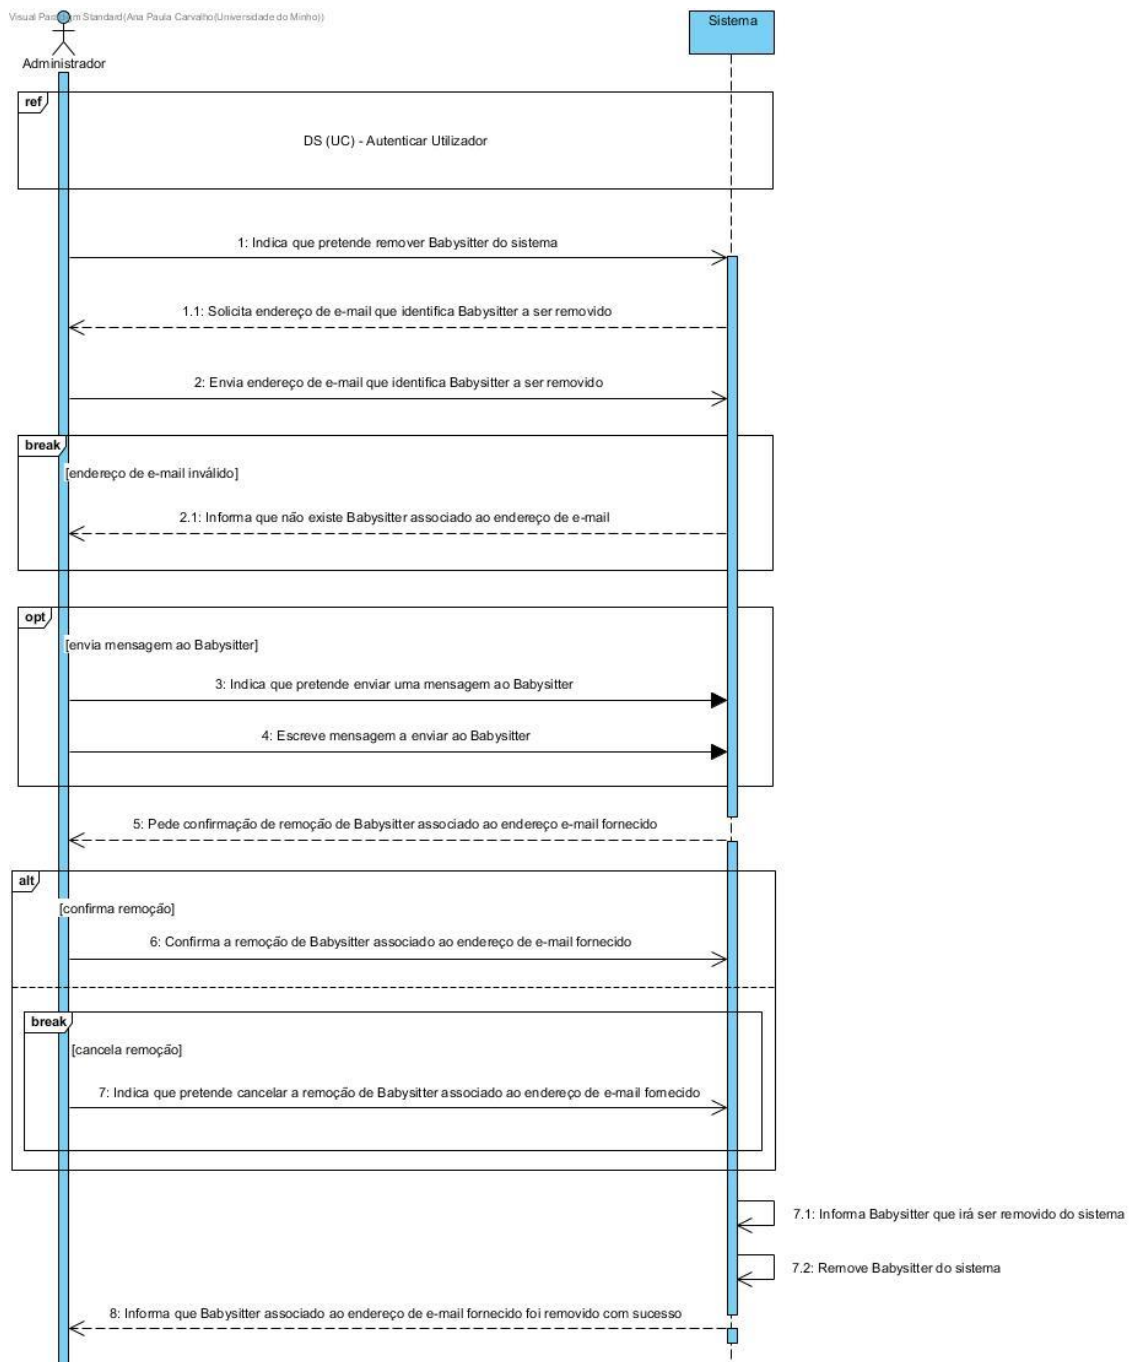 Visual Paradigm Standard(Ana Paula Carvalho(Universidade do Minho))
Sistema
Administrador
ref
DS (UC) - Autenticar Utilizador
1: Indica que pretende remover Babysitter do sistema
1.1: Solicita endereço de e-mail que identifica Babysitter a ser removido
2: Envia endereço de e-mail que identifica Babysitter a ser removido
break
[endereço de e-mail inválido]
2.1: Informa que não existe Babysitter associado ao endereço de e-mail
opt
[envia mensagem ao Babysitter]
3: Indica que pretende enviar uma mensagem ao Babysitter
4: Escreve mensagem a enviar ao Babysitter
5: Pede confirmação de remoção de Babysitter associado ao endereço e-mail fornecido
alt
[confirma remoção]
6: Confirma a remoção de Babysitter associado ao endereço de e-mail fornecido
break
[cancela remoção]
7: Indica que pretende cancelar a remoção de Babysitter associado ao endereço de e-mail fornecido
7.1: Informa Babysitter que irá ser removido do sistema
7.2: Remove Babysitter do sistema
8: Informa que Babysitter associado ao endereço de e-mail fornecido foi removido com sucesso